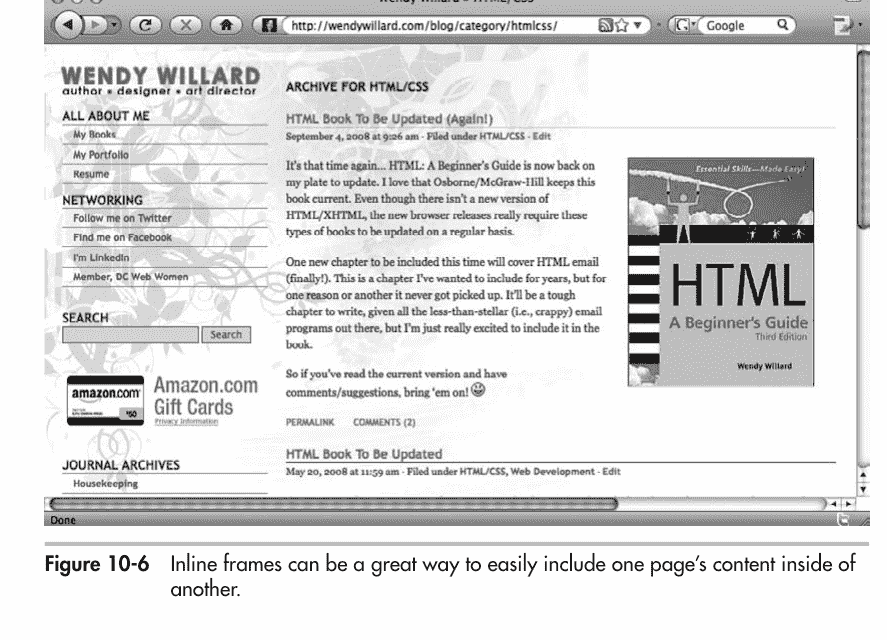 Wendy Willard » HTML/CSS
http://wendywillard.com/blog/category/htmlcss/
Google
WENDY WILLARD
author • designer • art director
ALL ABOUT ME
My Books
My Portfolio
Resume
NETWORKING
Follow me on Twitter
Find me on Facebook
I'm LinkedIn
Member, DC Web Women
SEARCH
Search
amazon.com
$50
Amazon.com
Gift Cards
Privacy Information
JOURNAL ARCHIVES
Housekeeping
ARCHIVE FOR HTML/CSS
HTML Book To Be Updated (Again!)
September 4, 2008 at 9:26 am · Filed under HTML/CSS · Edit
It's that time again... HTML: A Beginner's Guide is now back on
my plate to update. I love that Osborne/McGraw-Hill keeps this
book current. Even though there isn't a new version of
HTML/XHTML, the new browser releases really require these
types of books to be updated on a regular basis.
One new chapter to be included this time will cover HTML email
(finally!). This is a chapter I've wanted to include for years, but for
one reason or another it never got picked up. It'll be a tough
chapter to write, given all the less-than-stellar (i.e., crappy) email
programs out there, but I'm just really excited to include it in the
book.
So if you've read the current version and have
comments/suggestions, bring 'em on!
PERMALINK COMMENTS (2)
HTML Book To Be Updated
May 20, 2008 at 11:59 am · Filed under HTML/CSS, Web Development · Edit
Essential Skills—Made Easy!
HTML
A Beginner's Guide
Third Edition
Wendy Willard
Done
Figure 10-6 Inline frames can be a great way to easily include one page's content inside of
another.